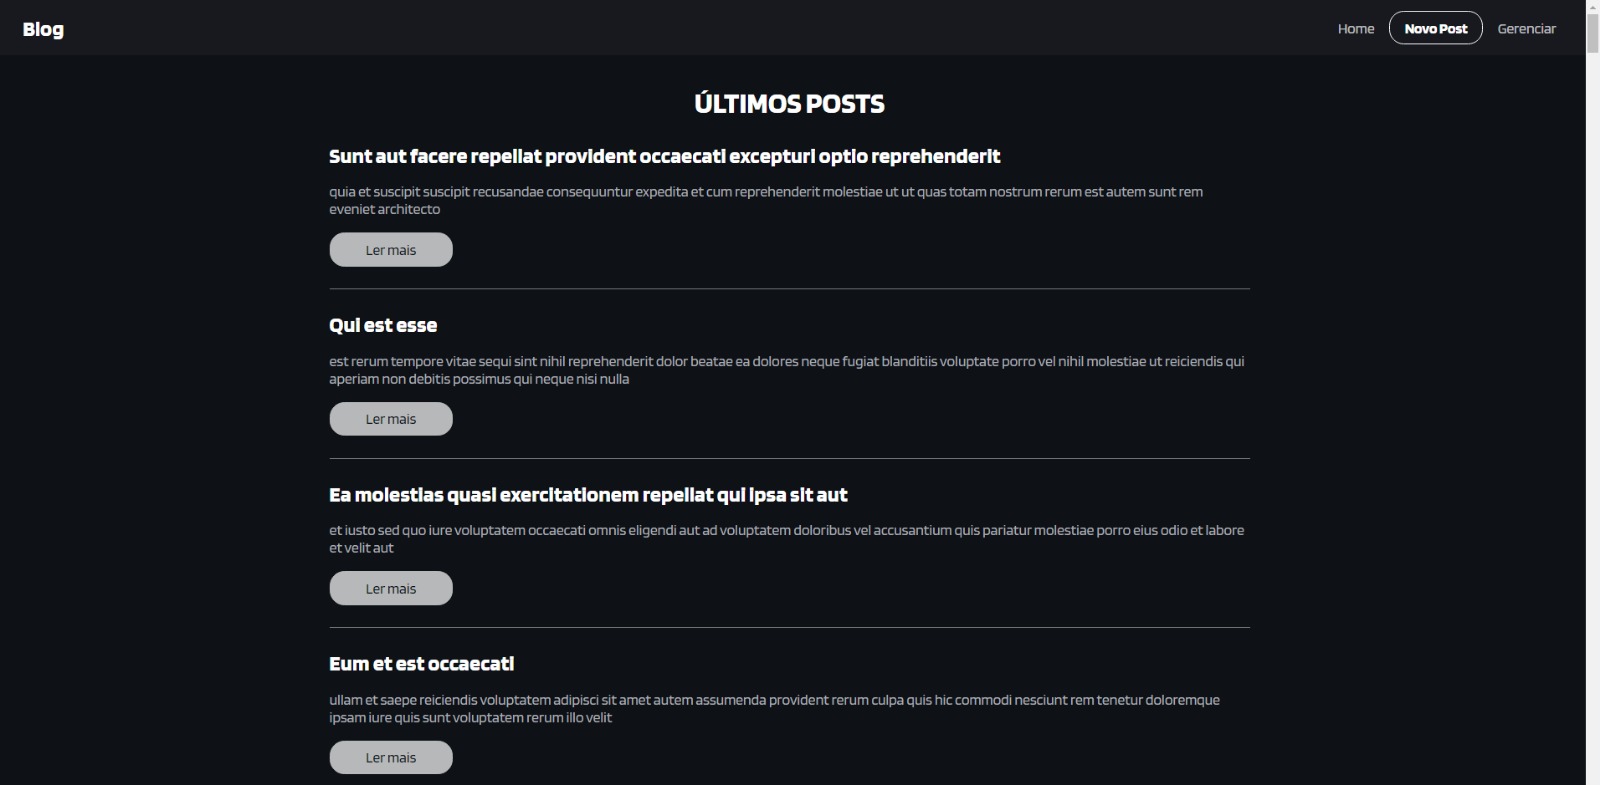 Blog
Home
Novo Post
Gerenciar
ÚLTIMOS POSTS
Sunt aut facere repellat provident occaecati excepturi optio reprehenderit
quia et suscipit suscipit recusandae consequuntur expedita et cum reprehenderit molestiae ut ut quas totam nostrum rerum est autem sunt rem
eveniet architecto
Ler mais
Qui est esse
est rerum tempore vitae sequi sint nihil reprehenderit dolor beatae ea dolores neque fugiat blanditiis voluptate porro vel nihil molestiae ut reiciendis qui
aperiam non debitis possimus qui neque nisi nulla
Ler mais
Ea molestias quasi exercitationem repellat qui ipsa sit aut
et iusto sed quo iure voluptatem occaecati omnis eligendi aut ad voluptatem doloribus vel accusantium quis pariatur molestiae porro eius odio et labore
et velit aut
Ler mais
Eum et est occaecati
ullam et saepe reiciendis voluptatem adipisci sit amet autem assumenda provident rerum culpa quis hic commodi nesciunt rem tenetur doloremque
ipsam iure quis sunt voluptatem rerum illo velit
Ler mais